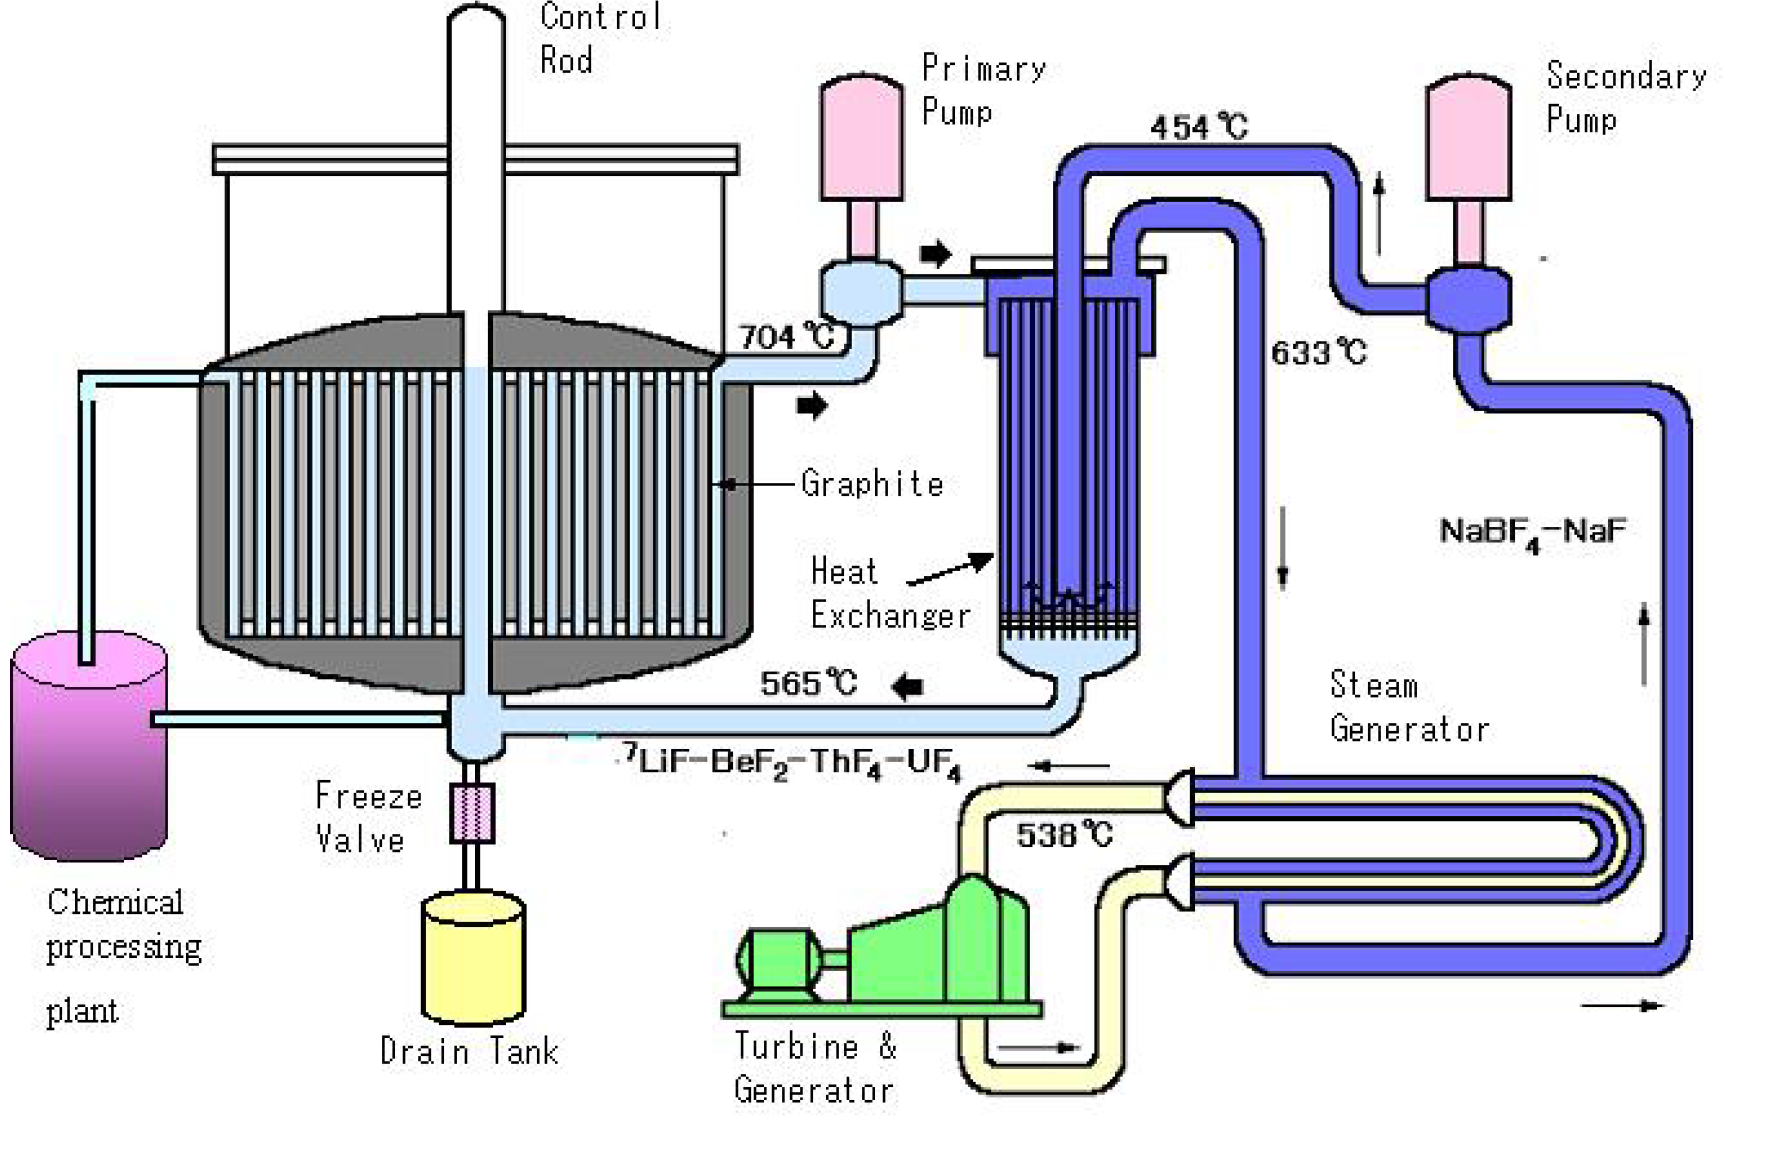 Control
Rod
Primary
Pump
Secondary
Pump
454℃
704℃
633℃
Graphite
NaBF₄-NaF
Heat
Exchanger
565℃
Steam
Generator
⁷LiF-BeF₂-ThF₄-UF₄
Freeze
Valve
538℃
Chemical
processing
plant
Drain Tank
Turbine &
Generator